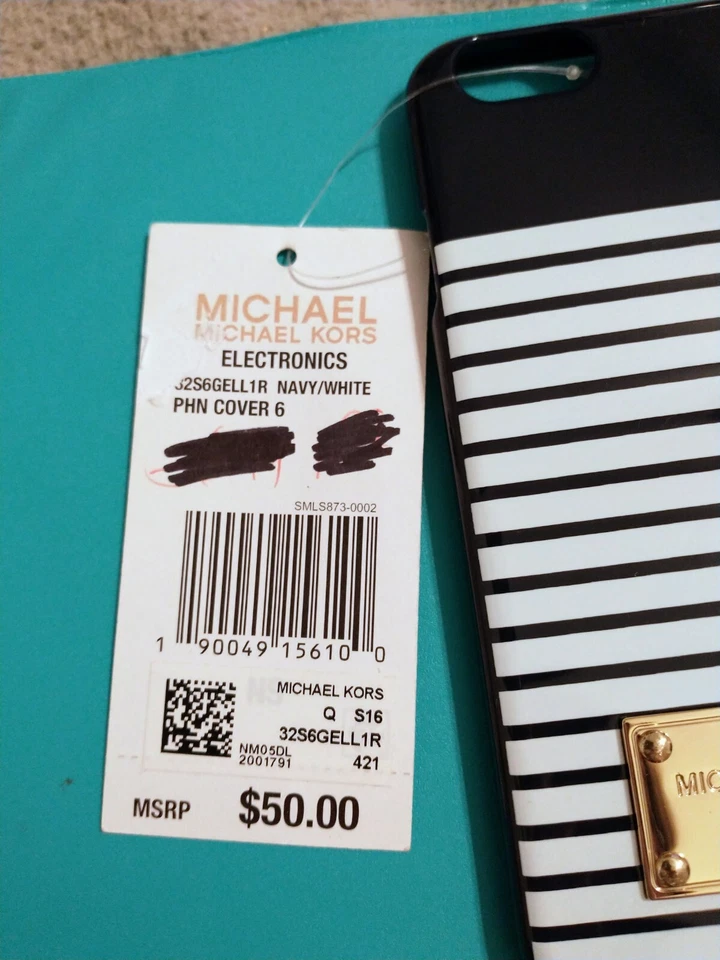 MICHAEL
MICHAEL KORS
ELECTRONICS
32S6GELL1R NAVY/WHITE
PHN COVER 6
SMLS873-0002
1 90049 15610 0
MICHAEL KORS
Q S16
32S6GELL1R
NM05DL
2001791 421
MSRP $50.00
MIC